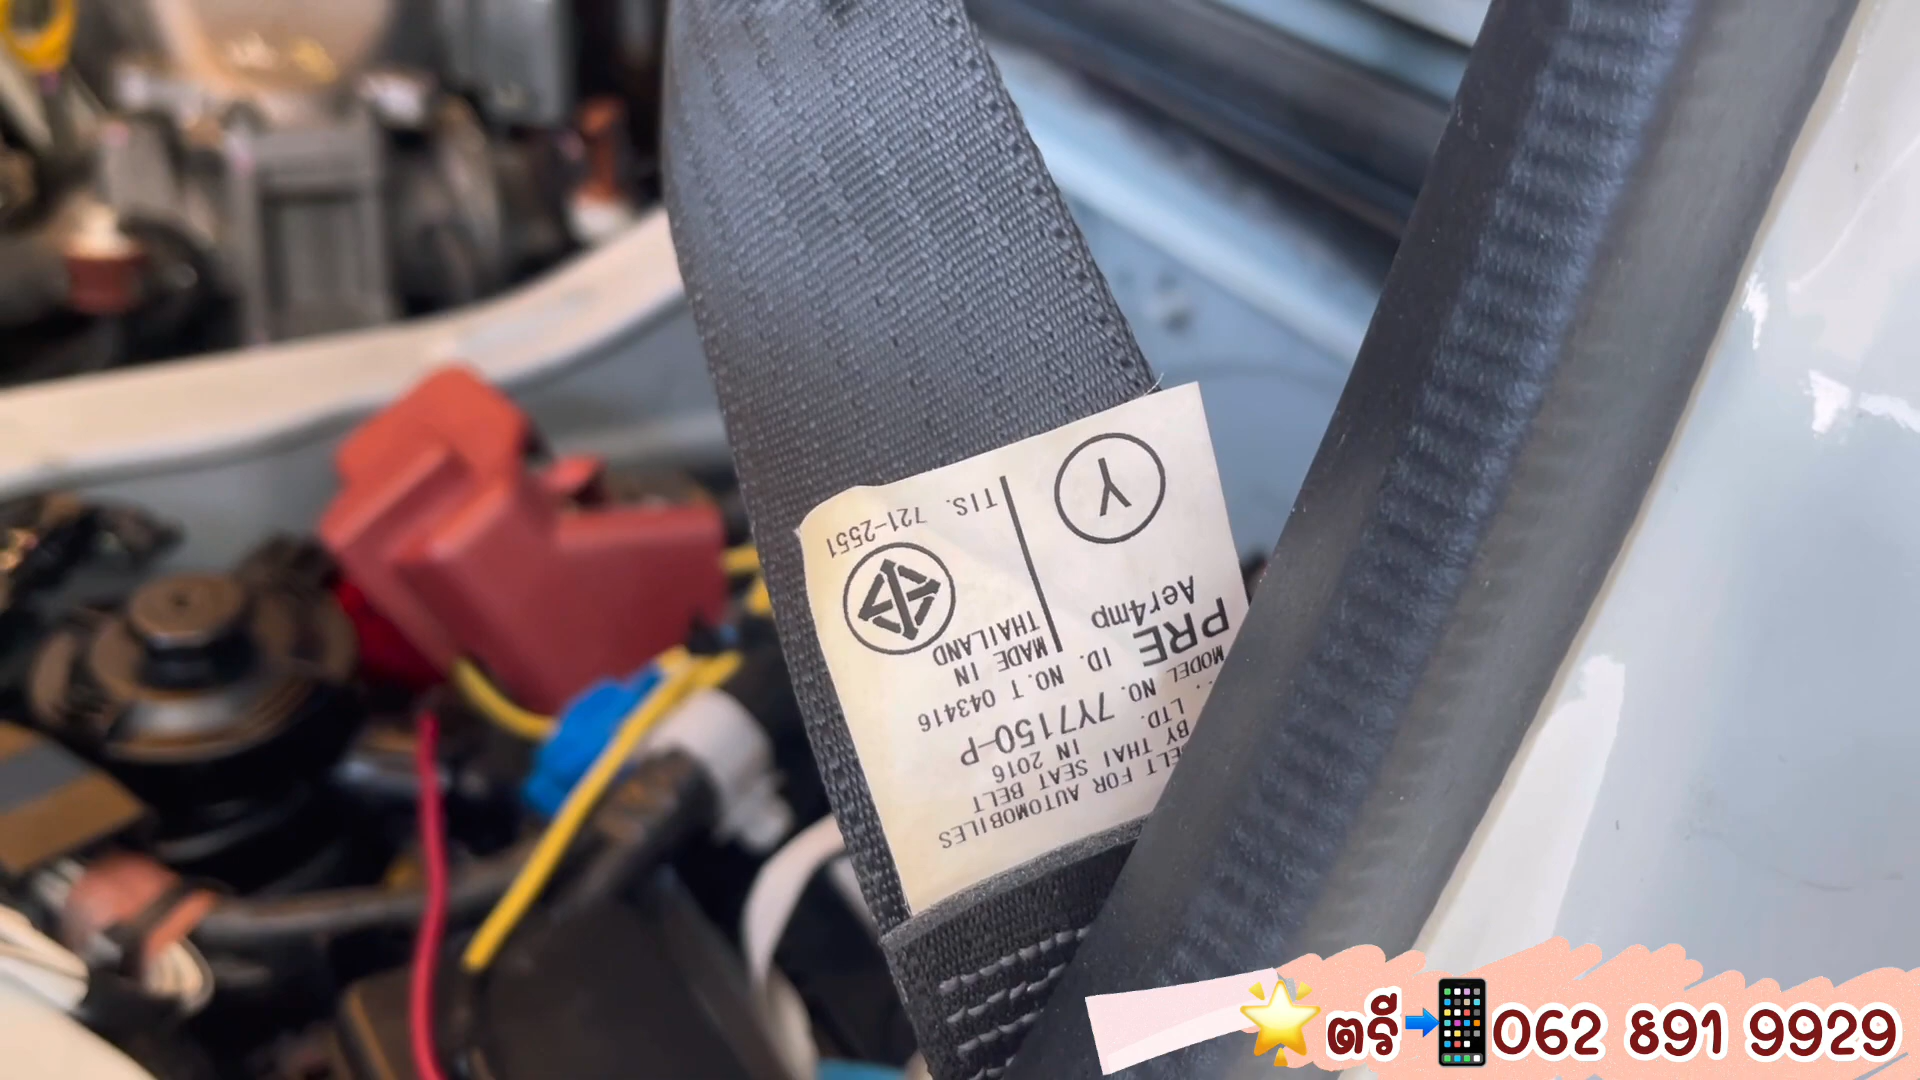 ELT FOR AUTOMOBILES
BY THAI SEAT BELT
LTD. IN 2016
MODEL NO. 7Y7150-P
PRE ID. NO.T 043416
Aer4mp
MADE IN
THAILAND
Y
TIS. 721-2551
ตรี 062 891 9929